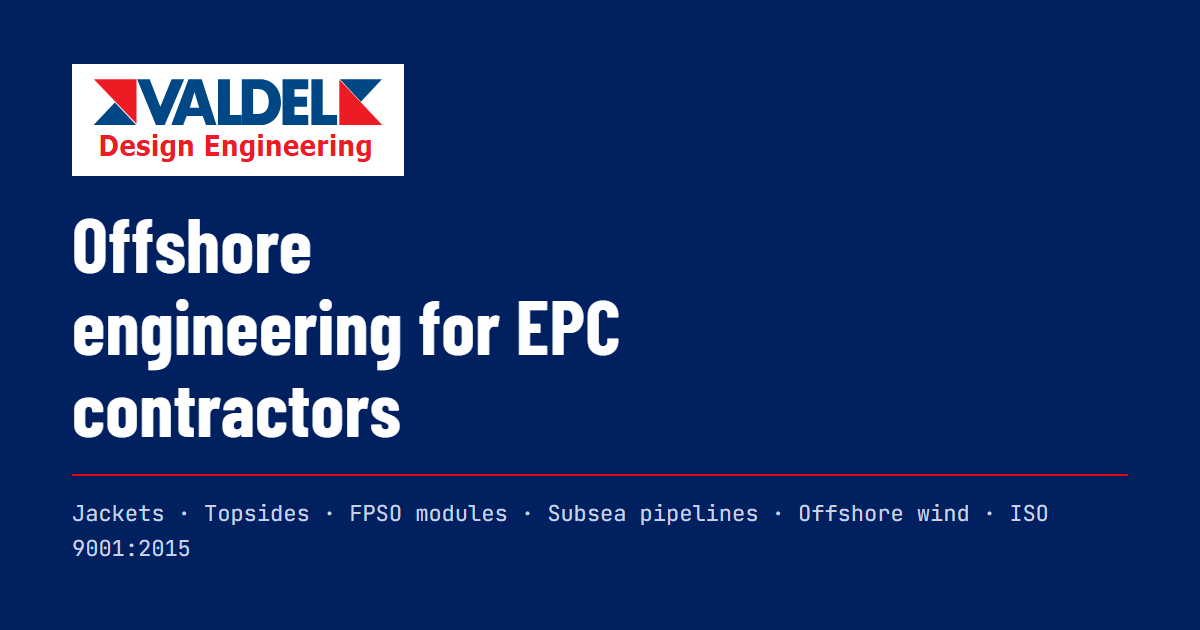 VALDEL
Design Engineering
Offshore
engineering for EPC
contractors
Jackets · Topsides · FPSO modules · Subsea pipelines · Offshore wind · ISO
9001:2015